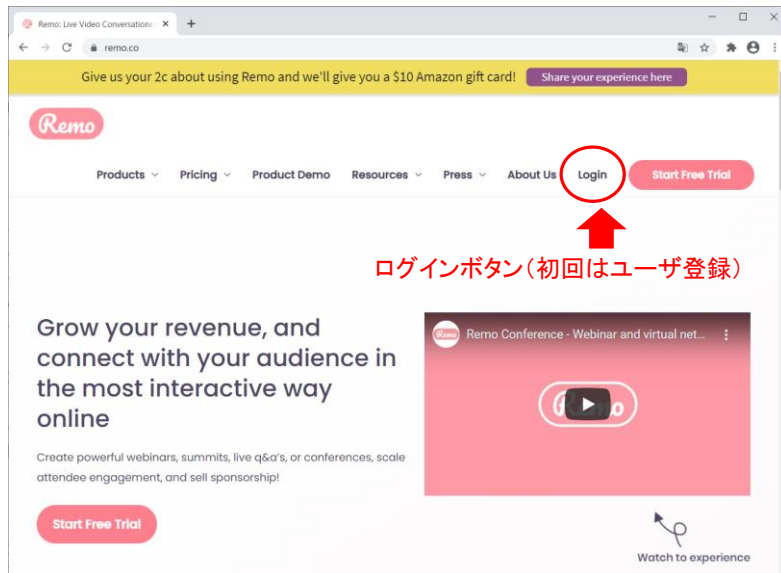 Remo: Live Video Conversations
remo.co
Give us your 2c about using Remo and we'll give you a $10 Amazon gift card! Share your experience here
Remo
Products Pricing Product Demo Resources Press About Us Login Start Free Trial
ログインボタン（初回はユーザ登録）
Grow your revenue, and
connect with your audience in
the most interactive way
online
Remo Conference - Webinar and virtual net...
Remo
Create powerful webinars, summits, live q&a's, or conferences, scale
attendee engagement, and sell sponsorship!
Start Free Trial
Watch to experience